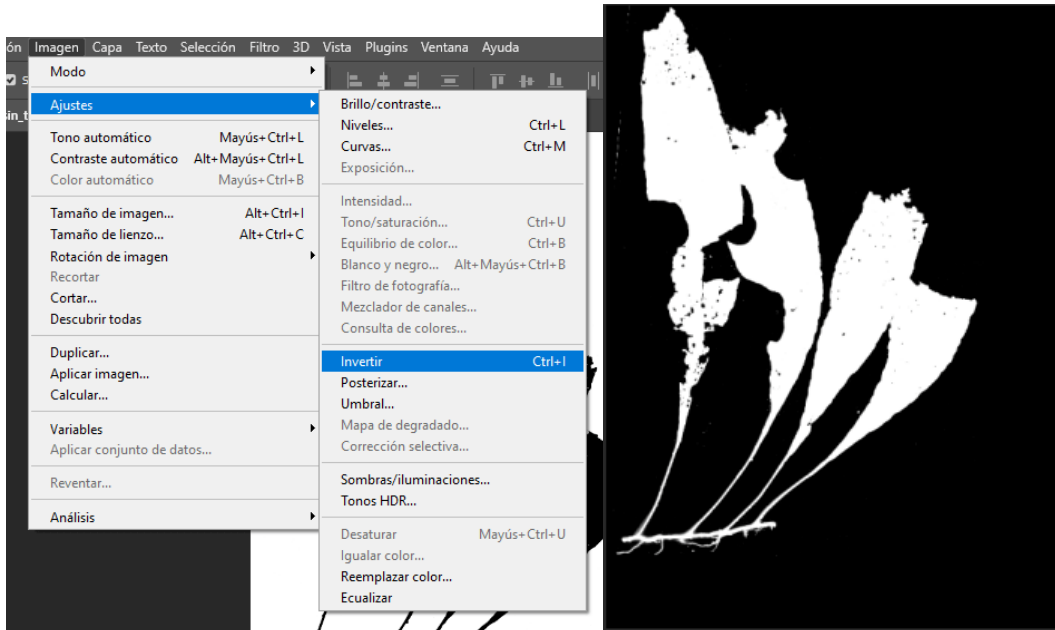 ón Imagen Capa Texto Selección Filtro 3D Vista Plugins Ventana Ayuda
Modo
Ajustes
Tono automático Mayús+Ctrl+L
Contraste automático Alt+Mayús+Ctrl+L
Color automático Mayús+Ctrl+B
Tamaño de imagen... Alt+Ctrl+I
Tamaño de lienzo... Alt+Ctrl+C
Rotación de imagen
Recortar
Cortar...
Descubrir todas
Duplicar...
Aplicar imagen...
Calcular...
Variables
Aplicar conjunto de datos...
Reventar...
Análisis
Brillo/contraste...
Niveles... Ctrl+L
Curvas... Ctrl+M
Exposición...
Intensidad...
Tono/saturación... Ctrl+U
Equilibrio de color... Ctrl+B
Blanco y negro... Alt+Mayús+Ctrl+B
Filtro de fotografía...
Mezclador de canales...
Consulta de colores...
Invertir Ctrl+I
Posterizar...
Umbral...
Mapa de degradado...
Corrección selectiva...
Sombras/iluminaciones...
Tonos HDR...
Desaturar Mayús+Ctrl+U
Igualar color...
Reemplazar color...
Ecualizar